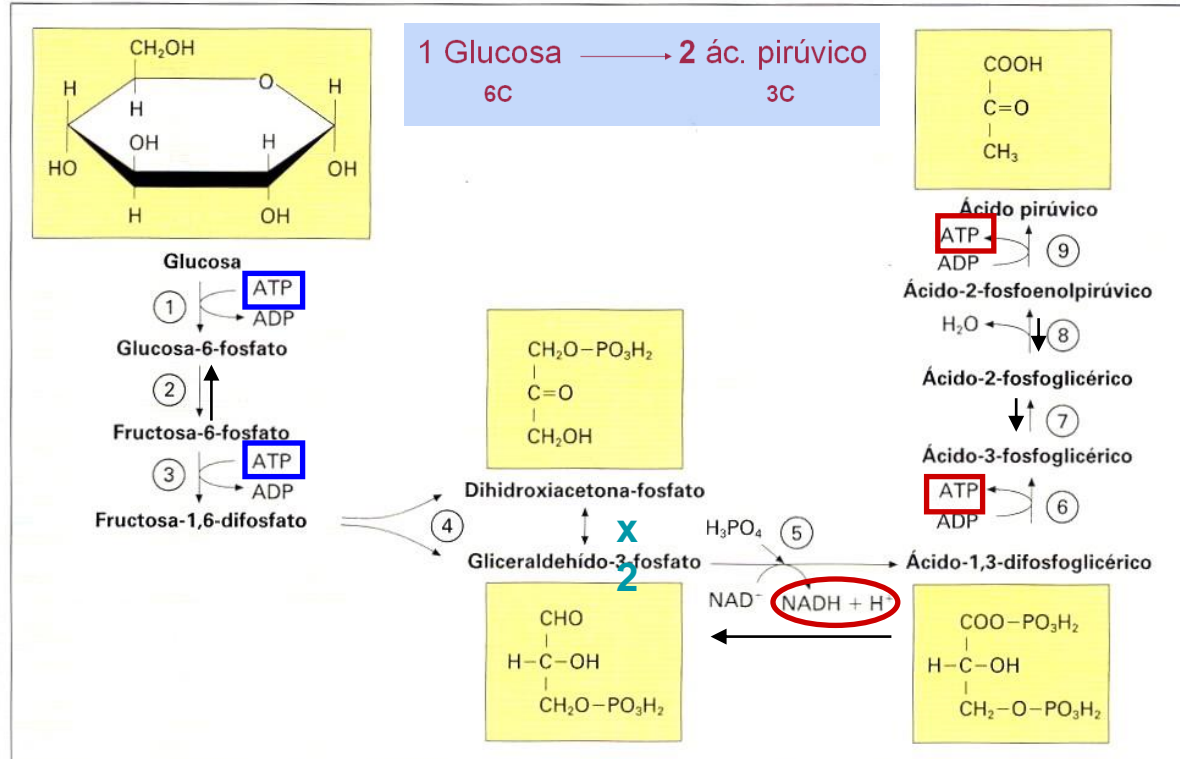 1 Glucosa → 2 ác. pirúvico
6C 3C
CH₂OH
H O H
H
OH H
HO OH
H OH
Glucosa
1 ATP
ADP
Glucosa-6-fosfato
2
Fructosa-6-fosfato
3 ATP
ADP
Fructosa-1,6-difosfato
4
CH₂O–PO₃H₂
C=O
CH₂OH
Dihidroxiacetona-fosfato
x
2
Gliceraldehído-3-fosfato
CHO
H–C–OH
CH₂O–PO₃H₂
H₃PO₄ 5
NAD⁻ NADH + H⁺
Ácido-1,3-difosfoglicérico
COO–PO₃H₂
H–C–OH
CH₂–O–PO₃H₂
ATP
ADP 6
Ácido-3-fosfoglicérico
7
Ácido-2-fosfoglicérico
H₂O 8
Ácido-2-fosfoenolpirúvico
ATP
ADP 9
Ácido pirúvico
COOH
C=O
CH₃